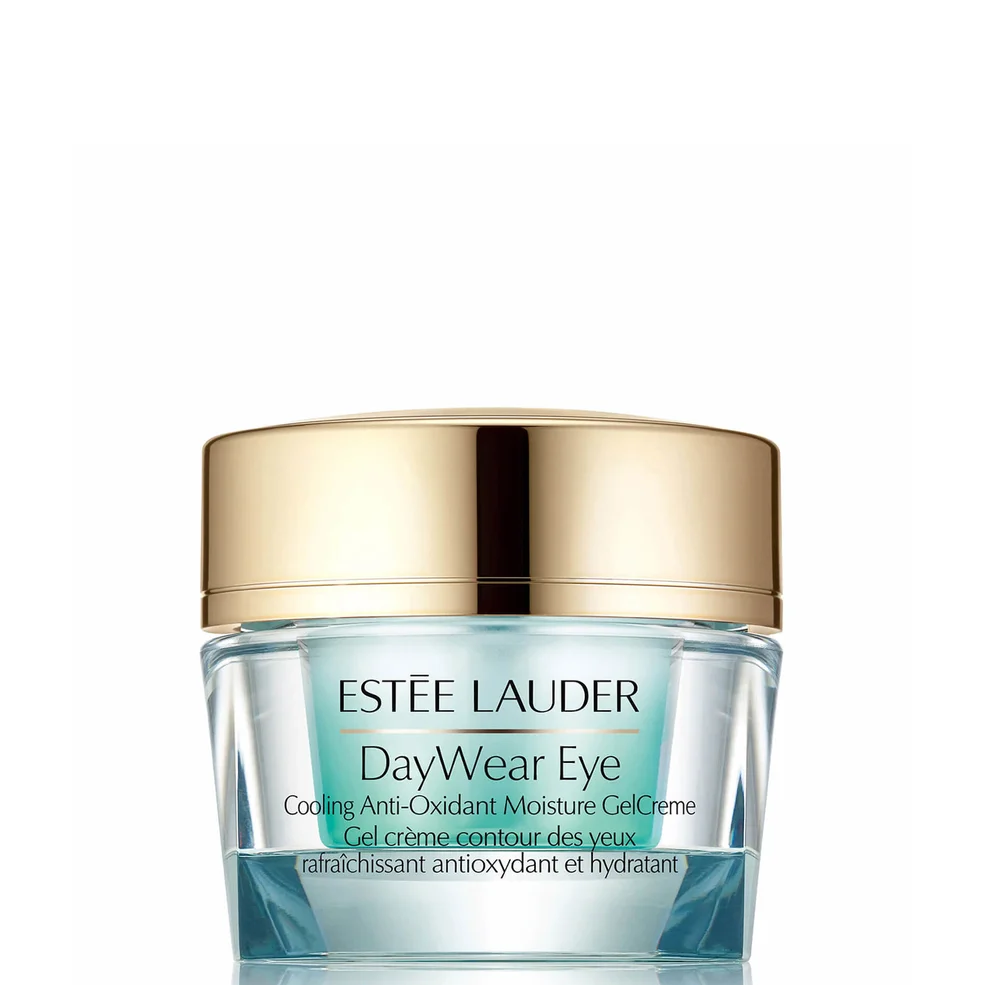 ESTĒE LAUDER
DayWear Eye
Cooling Anti-Oxidant Moisture GelCreme
Gel crème contour des yeux
rafraîchissant antioxydant et hydratant